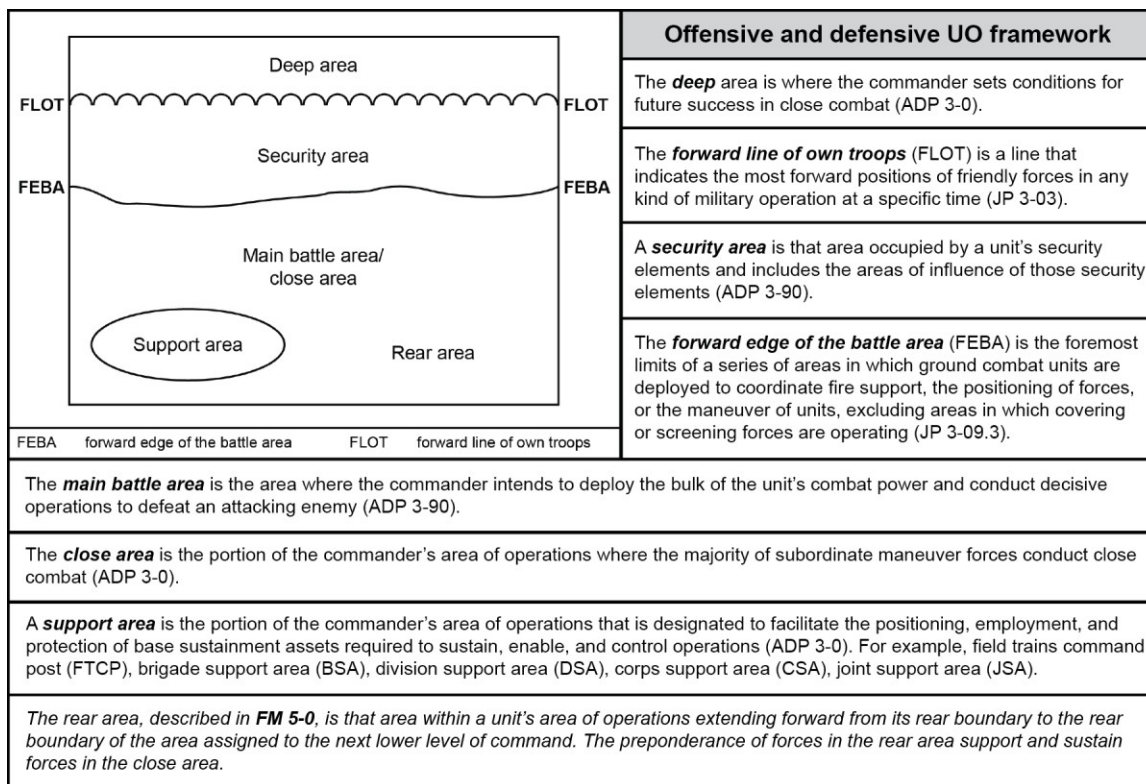 Deep area
FLOT
FLOT
Security area
FEBA
FEBA
Main battle area/
close area
Support area
Rear area
FEBA forward edge of the battle area FLOT forward line of own troops
Offensive and defensive UO framework
The deep area is where the commander sets conditions for
future success in close combat (ADP 3-0).
The forward line of own troops (FLOT) is a line that
indicates the most forward positions of friendly forces in any
kind of military operation at a specific time (JP 3-03).
A security area is that area occupied by a unit's security
elements and includes the areas of influence of those security
elements (ADP 3-90).
The forward edge of the battle area (FEBA) is the foremost
limits of a series of areas in which ground combat units are
deployed to coordinate fire support, the positioning of forces,
or the maneuver of units, excluding areas in which covering
or screening forces are operating (JP 3-09.3).
The main battle area is the area where the commander intends to deploy the bulk of the unit's combat power and conduct decisive
operations to defeat an attacking enemy (ADP 3-90).
The close area is the portion of the commander's area of operations where the majority of subordinate maneuver forces conduct close
combat (ADP 3-0).
A support area is the portion of the commander's area of operations that is designated to facilitate the positioning, employment, and
protection of base sustainment assets required to sustain, enable, and control operations (ADP 3-0). For example, field trains command
post (FTCP), brigade support area (BSA), division support area (DSA), corps support area (CSA), joint support area (JSA).
The rear area, described in FM 5-0, is that area within a unit's area of operations extending forward from its rear boundary to the rear
boundary of the area assigned to the next lower level of command. The preponderance of forces in the rear area support and sustain
forces in the close area.